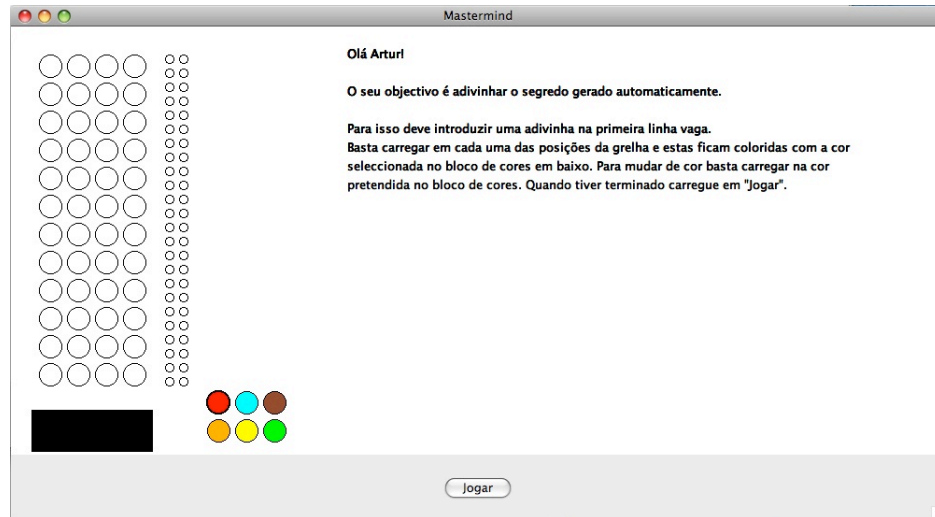 Mastermind
Olá Artur!
O seu objectivo é adivinhar o segredo gerado automaticamente.
Para isso deve introduzir uma adivinha na primeira linha vaga.
Basta carregar em cada uma das posições da grelha e estas ficam coloridas com a cor
seleccionada no bloco de cores em baixo. Para mudar de cor basta carregar na cor
pretendida no bloco de cores. Quando tiver terminado carregue em "Jogar".
Jogar